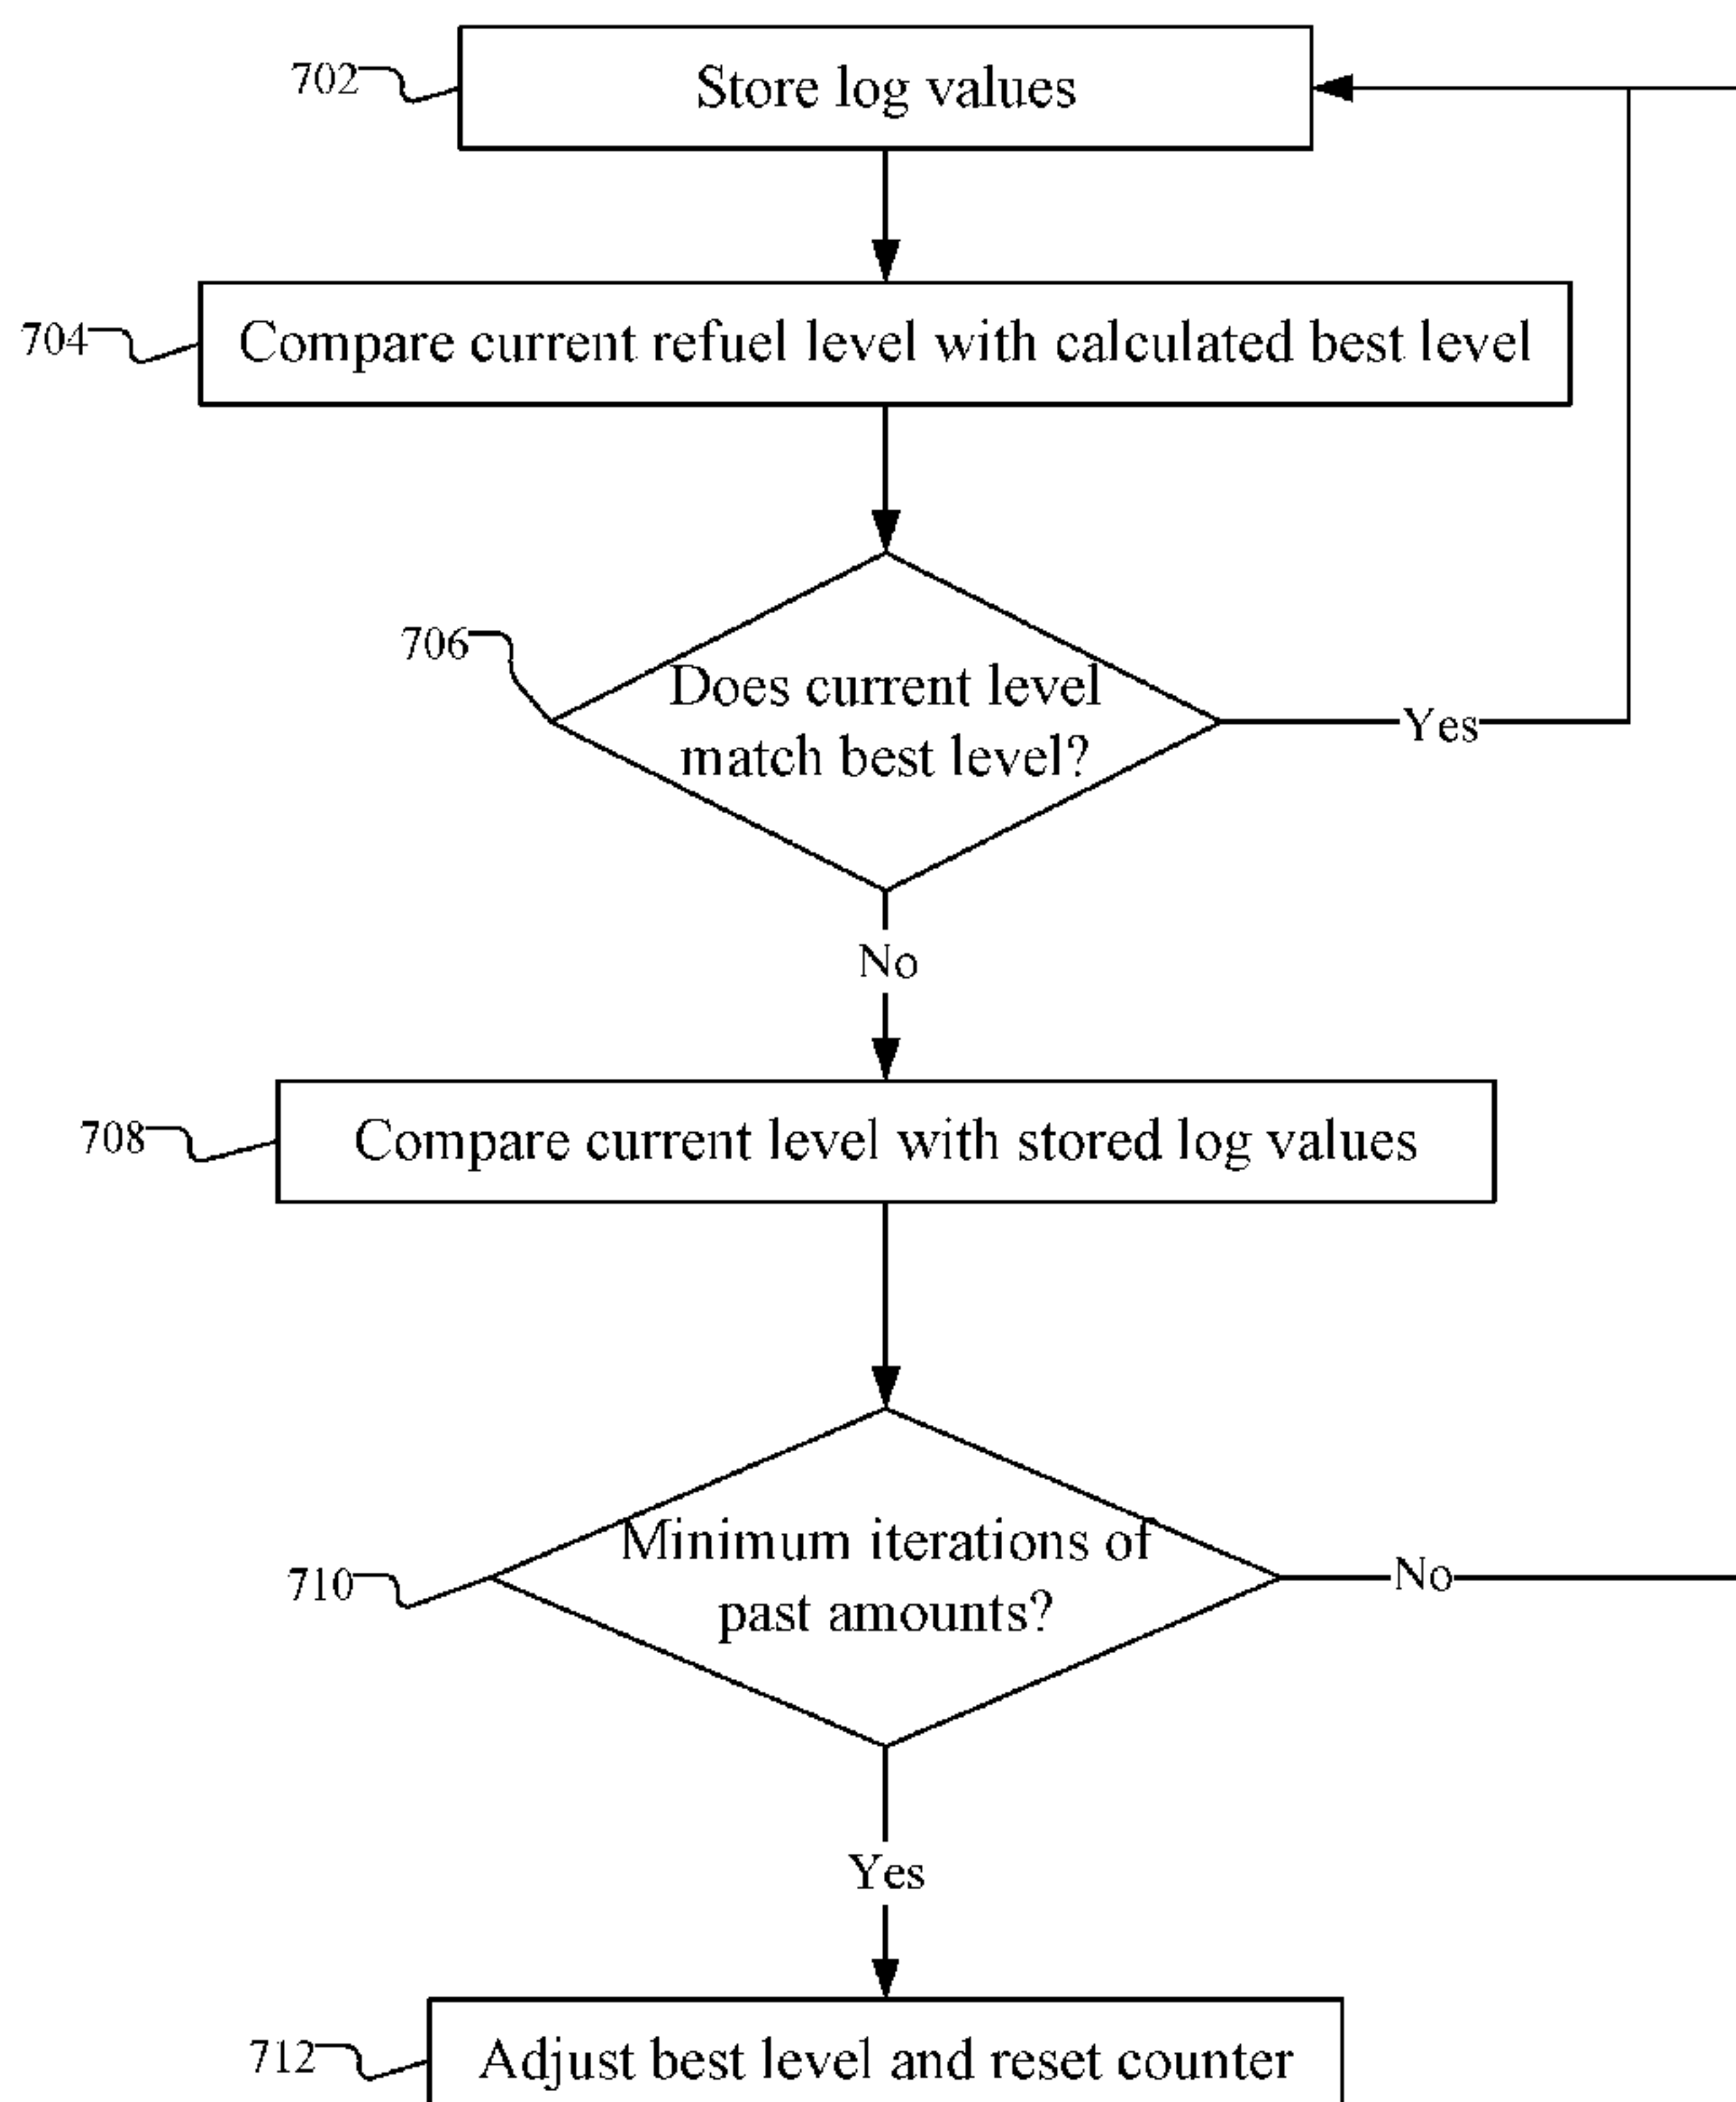 702
Store log values
704
Compare current refuel level with calculated best level
706
Does current level
match best level?
Yes
No
708
Compare current level with stored log values
710
Minimum iterations of
past amounts?
No
Yes
712
Adjust best level and reset counter